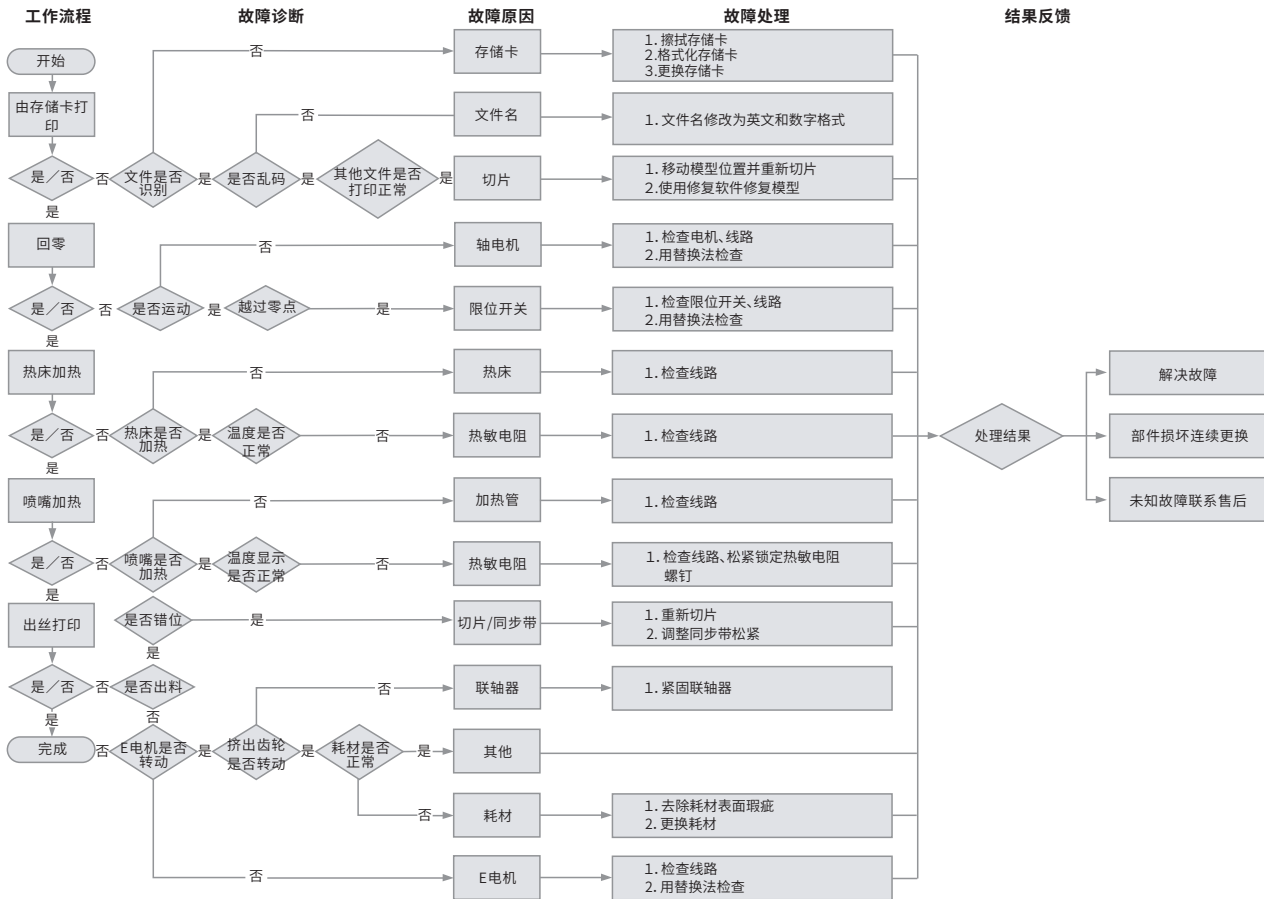 工作流程
故障诊断
故障原因
故障处理
结果反馈
开始
否
存储卡
1. 擦拭存储卡
2.格式化存储卡
3.更换存储卡
由存储卡打
印
否
文件名
1. 文件名修改为英文和数字格式
是/否
否
文件是否
识别
是
是否乱码
是
其他文件是否
打印正常
是
切片
1. 移动模型位置并重新切片
2.使用修复软件修复模型
是
回零
否
轴电机
1. 检查电机、线路
2.用替换法检查
是/否
否
是否运动
是
越过零点
是
限位开关
1. 检查限位开关、线路
2.用替换法检查
是
热床加热
否
热床
1. 检查线路
解决故障
是/否
否
热床是否
加热
是
温度是否
正常
否
热敏电阻
1. 检查线路
处理结果
部件损坏连续更换
是
喷嘴加热
否
加热管
1. 检查线路
未知故障联系售后
是/否
否
喷嘴是否
加热
是
温度显示
是否正常
否
热敏电阻
1. 检查线路、松紧锁定热敏电阻
螺钉
是
出丝打印
是否错位
是
切片/同步带
1. 重新切片
2. 调整同步带松紧
是
是/否
否
是否出料
否
联轴器
1. 紧固联轴器
是
否
完成
否
E电机是否
转动
是
挤出齿轮
是否转动
是
耗材是否
正常
是
其他
否
耗材
1. 去除耗材表面瑕疵
2. 更换耗材
否
E电机
1. 检查线路
2. 用替换法检查